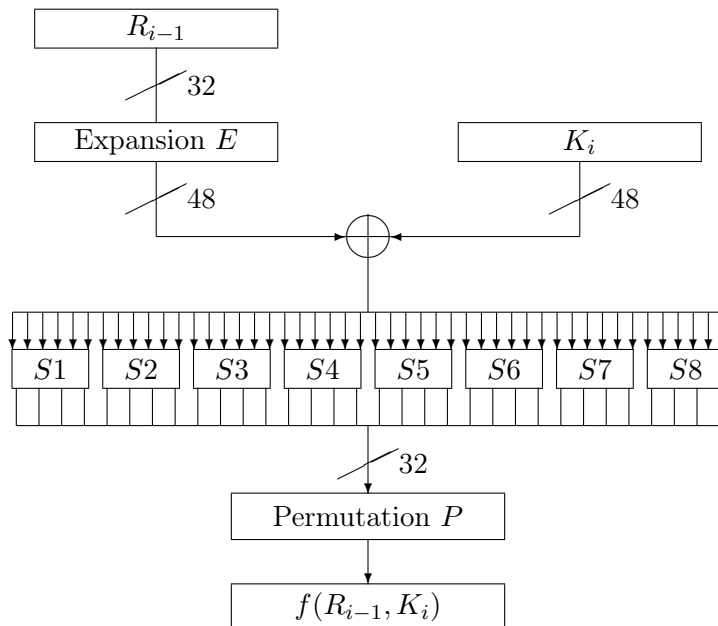 R_{i−1}
32
Expansion E
K_i
48
48
S1 S2 S3 S4 S5 S6 S7 S8
32
Permutation P
f(R_{i−1}, K_i)